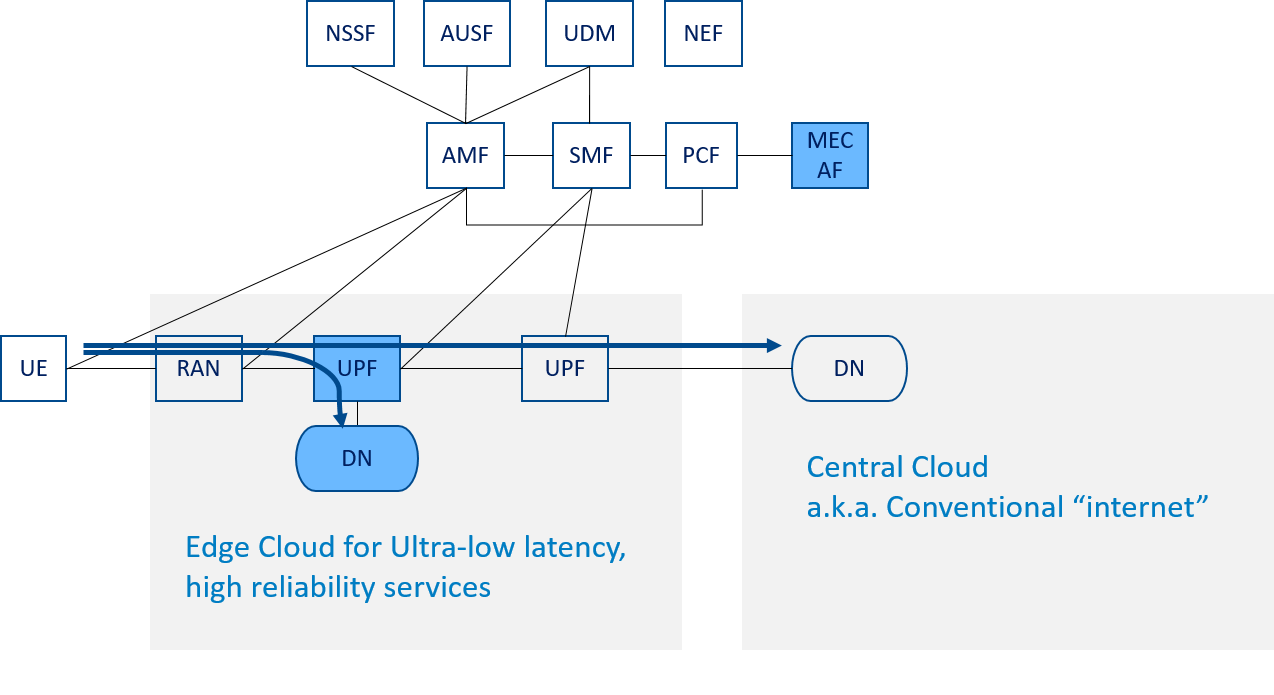 NSSF
AUSF
UDM
NEF
AMF
SMF
PCF
MEC
AF
UE
RAN
UPF
UPF
DN
DN
Central Cloud
a.k.a. Conventional “internet”
Edge Cloud for Ultra-low latency,
high reliability services